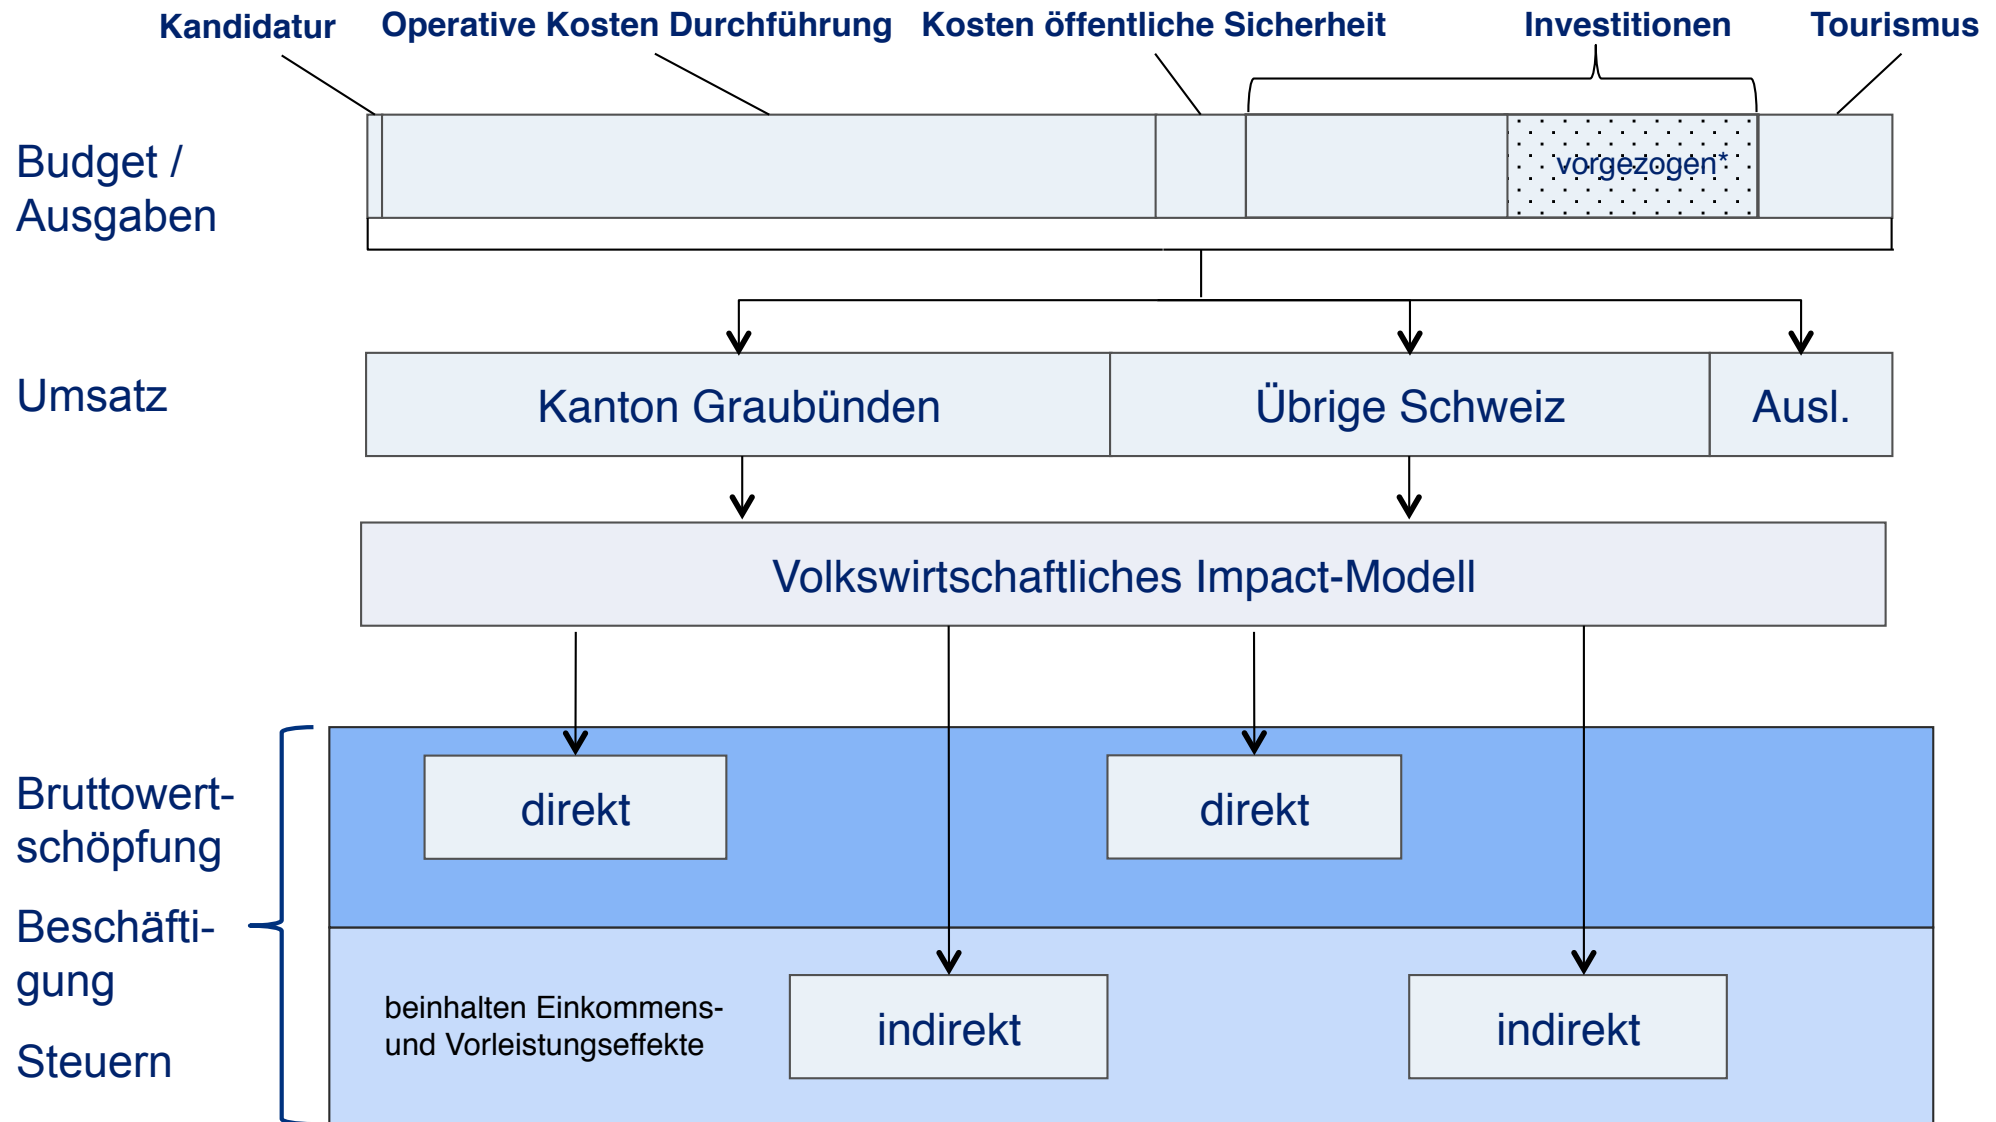 Kandidatur
Operative Kosten Durchführung
Kosten öffentliche Sicherheit
Investitionen
Tourismus
Budget /
Ausgaben
vorgezogen*
Umsatz
Kanton Graubünden
Übrige Schweiz
Ausl.
Volkswirtschaftliches Impact-Modell
Bruttowert-
schöpfung
direkt
direkt
Beschäfti-
gung
beinhalten Einkommens-
und Vorleistungseffekte
indirekt
indirekt
Steuern